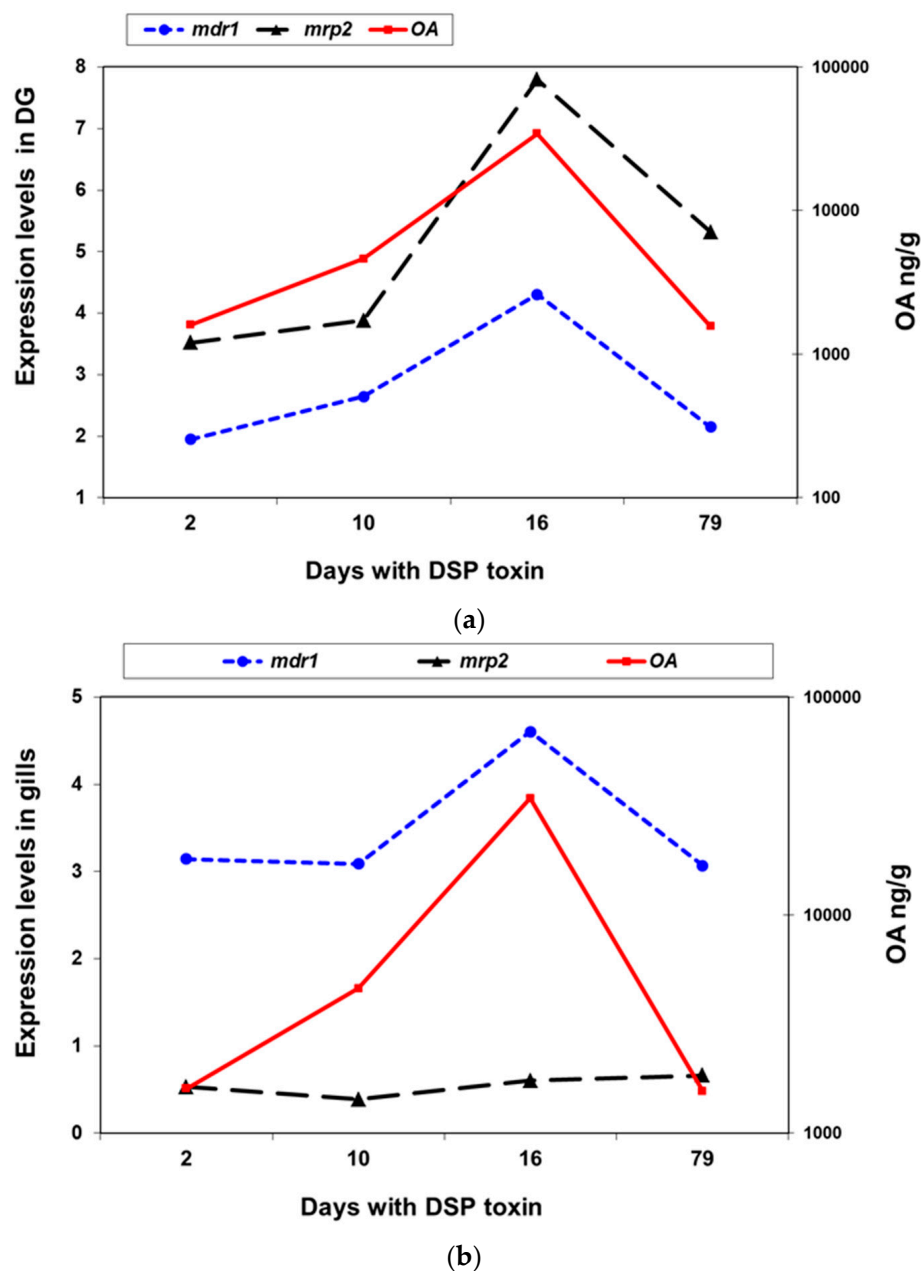 mdr1 mrp2 OA
8
7
6
5
4
3
2
1
Expression levels in DG
100000
10000
1000
100
OA ng/g
2 10 16 79
Days with DSP toxin
(a)
mdr1 mrp2 OA
5
4
3
2
1
0
Expression levels in gills
100000
10000
1000
OA ng/g
2 10 16 79
Days with DSP toxin
(b)